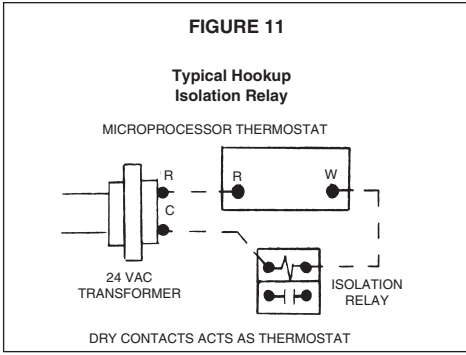 FIGURE 11
Typical Hookup
Isolation Relay
MICROPROCESSOR THERMOSTAT
R
C
R
W
24 VAC
TRANSFORMER
ISOLATION
RELAY
DRY CONTACTS ACTS AS THERMOSTAT